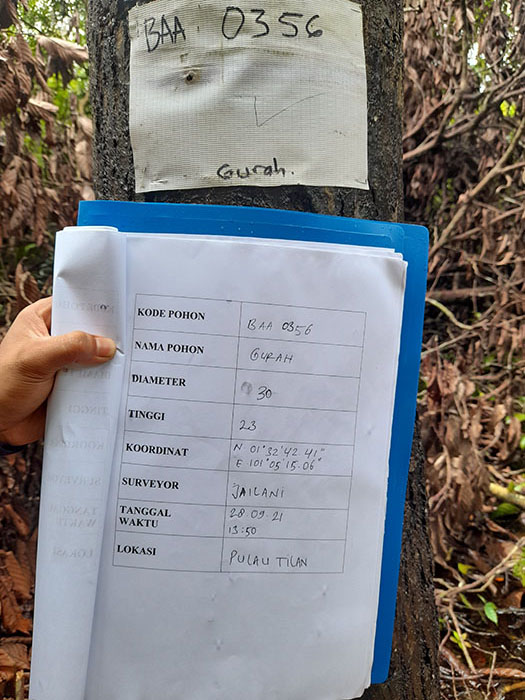 BAA 0356
Gurah.
KODE POHON BAA 0356
NAMA POHON GURAH
DIAMETER 30
TINGGI 23
KOORDINAT N 01°32'42.41"
E 101°05'15.06"
SURVEYOR JAILANI
TANGGAL 28.09.21
WAKTU 13:50
LOKASI PULAU TILAN